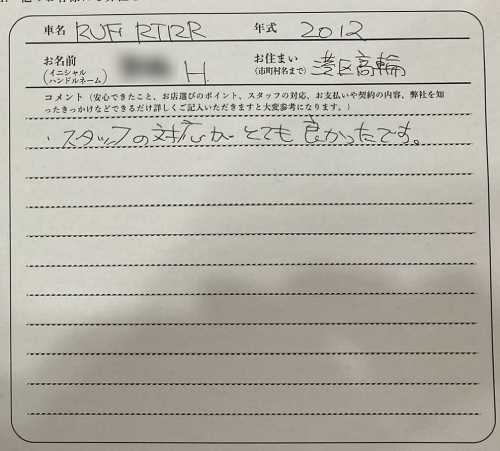 車名 RUF RT12R 年式 2012
お名前 H. お住まい 港区高輪
(イニシャル (市町村名まで)
ハンドルネーム)
コメント(安心できたこと、お店選びのポイント、スタッフの対応、お支払いや契約の内容、弊社を知
ったきっかけなどできるだけ詳しくご記入いただきますと大変参考になります。)
・スタッフの対応がとても良かったです。